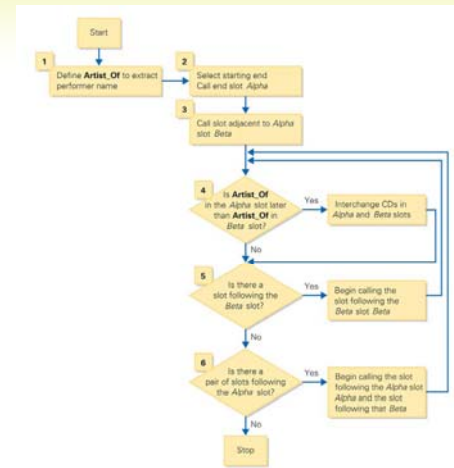 Start
1
Define Artist_Of to extract
performer name
2
Select starting end
Call end slot Alpha
3
Call slot adjacent to Alpha
slot Beta
4
Is Artist_Of
in the Alpha slot later
than Artist_Of in
Beta slot?
Yes
Interchange CDs in
Alpha and Beta slots
No
5
Is there a
slot following the
Beta slot?
Yes
Begin calling the
slot following the
Beta slot Beta
No
6
Is there a
pair of slots following
the Alpha slot?
Yes
Begin calling the slot
following the Alpha slot
Alpha and the slot
following that Beta
No
Stop